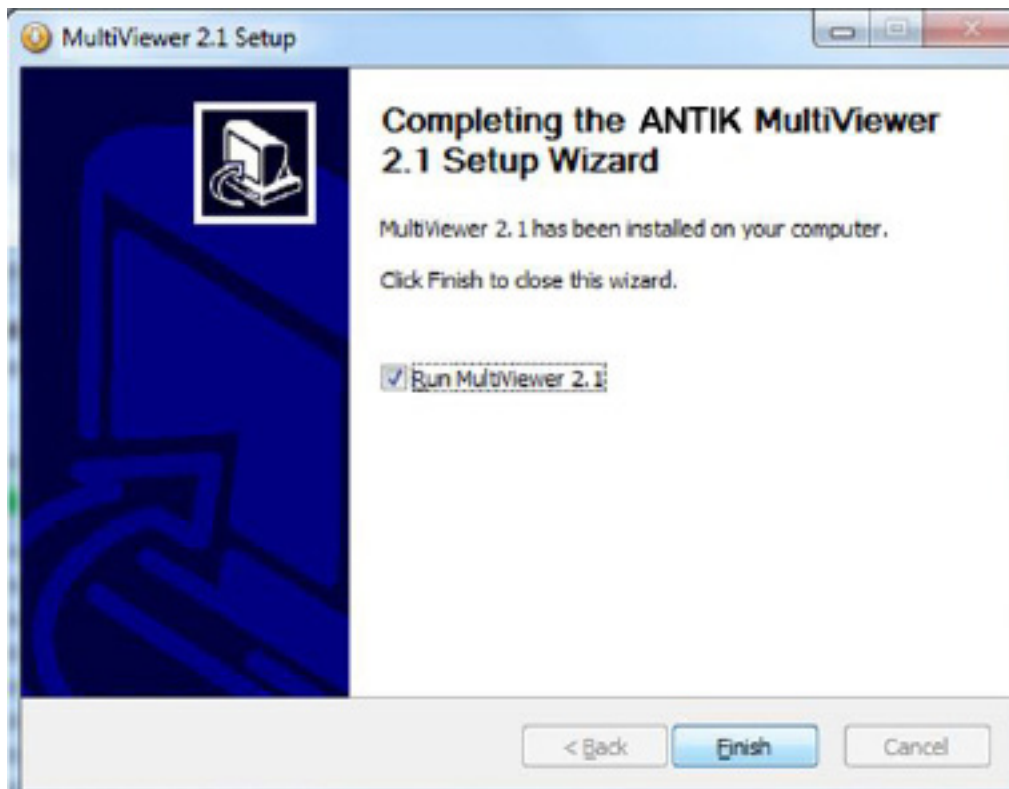 MultiViewer 2.1 Setup
Completing the ANTIK MultiViewer
2.1 Setup Wizard
MultiViewer 2.1 has been installed on your computer.
Click Finish to close this wizard.
Run MultiViewer 2.1
< Back Finish Cancel